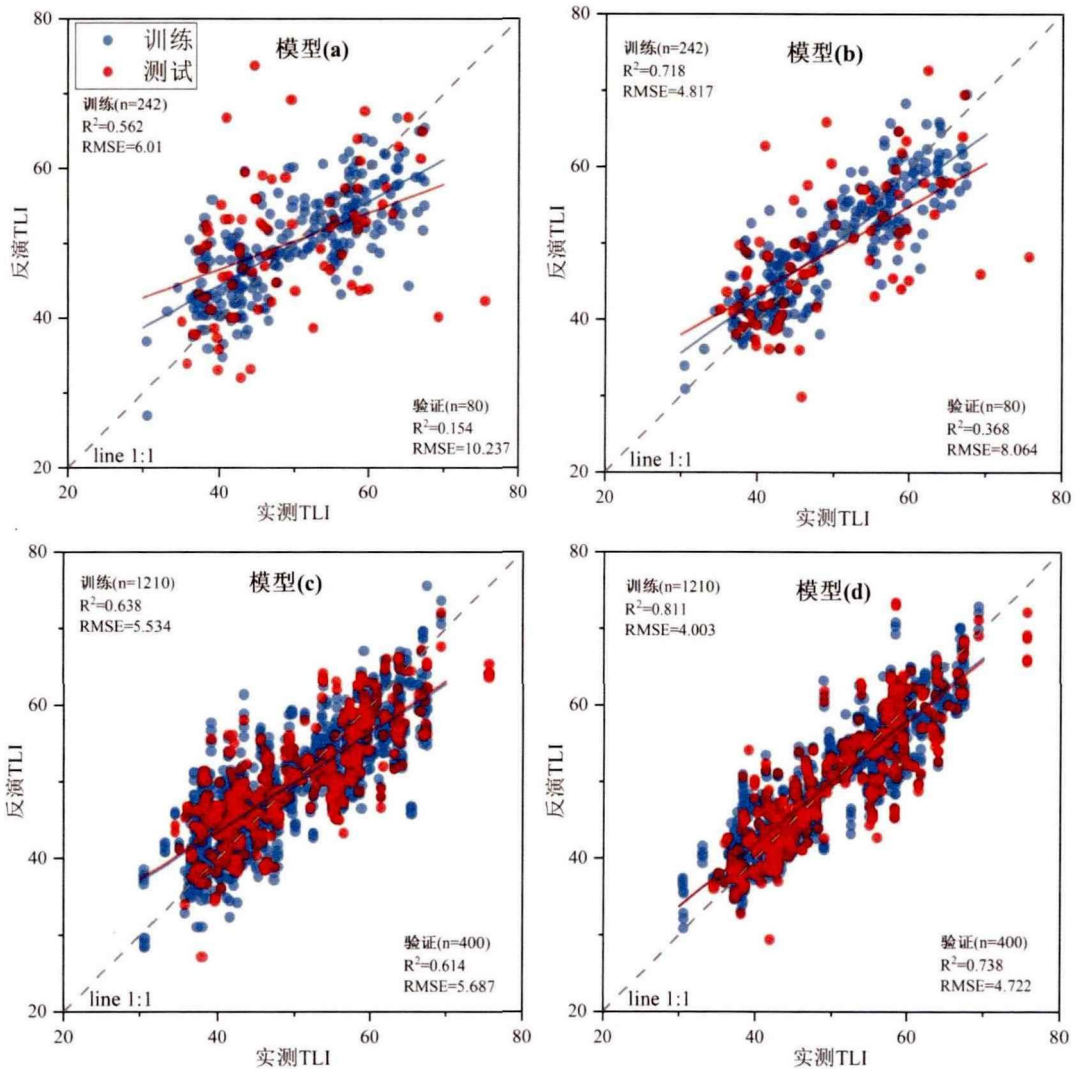 80
60
40
20
20
40
60
80
反演TLI
实测TLI
训练
测试
模型(a)
训练(n=242)
R²=0.562
RMSE=6.01
验证(n=80)
R²=0.154
RMSE=10.237
line 1:1
80
60
40
20
20
40
60
80
反演TLI
实测TLI
模型(b)
训练(n=242)
R²=0.718
RMSE=4.817
验证(n=80)
R²=0.368
RMSE=8.064
line 1:1
80
60
40
20
20
40
60
80
反演TLI
实测TLI
模型(c)
训练(n=1210)
R²=0.638
RMSE=5.534
验证(n=400)
R²=0.614
RMSE=5.687
line 1:1
80
60
40
20
20
40
60
80
反演TLI
实测TLI
模型(d)
训练(n=1210)
R²=0.811
RMSE=4.003
验证(n=400)
R²=0.738
RMSE=4.722
line 1:1